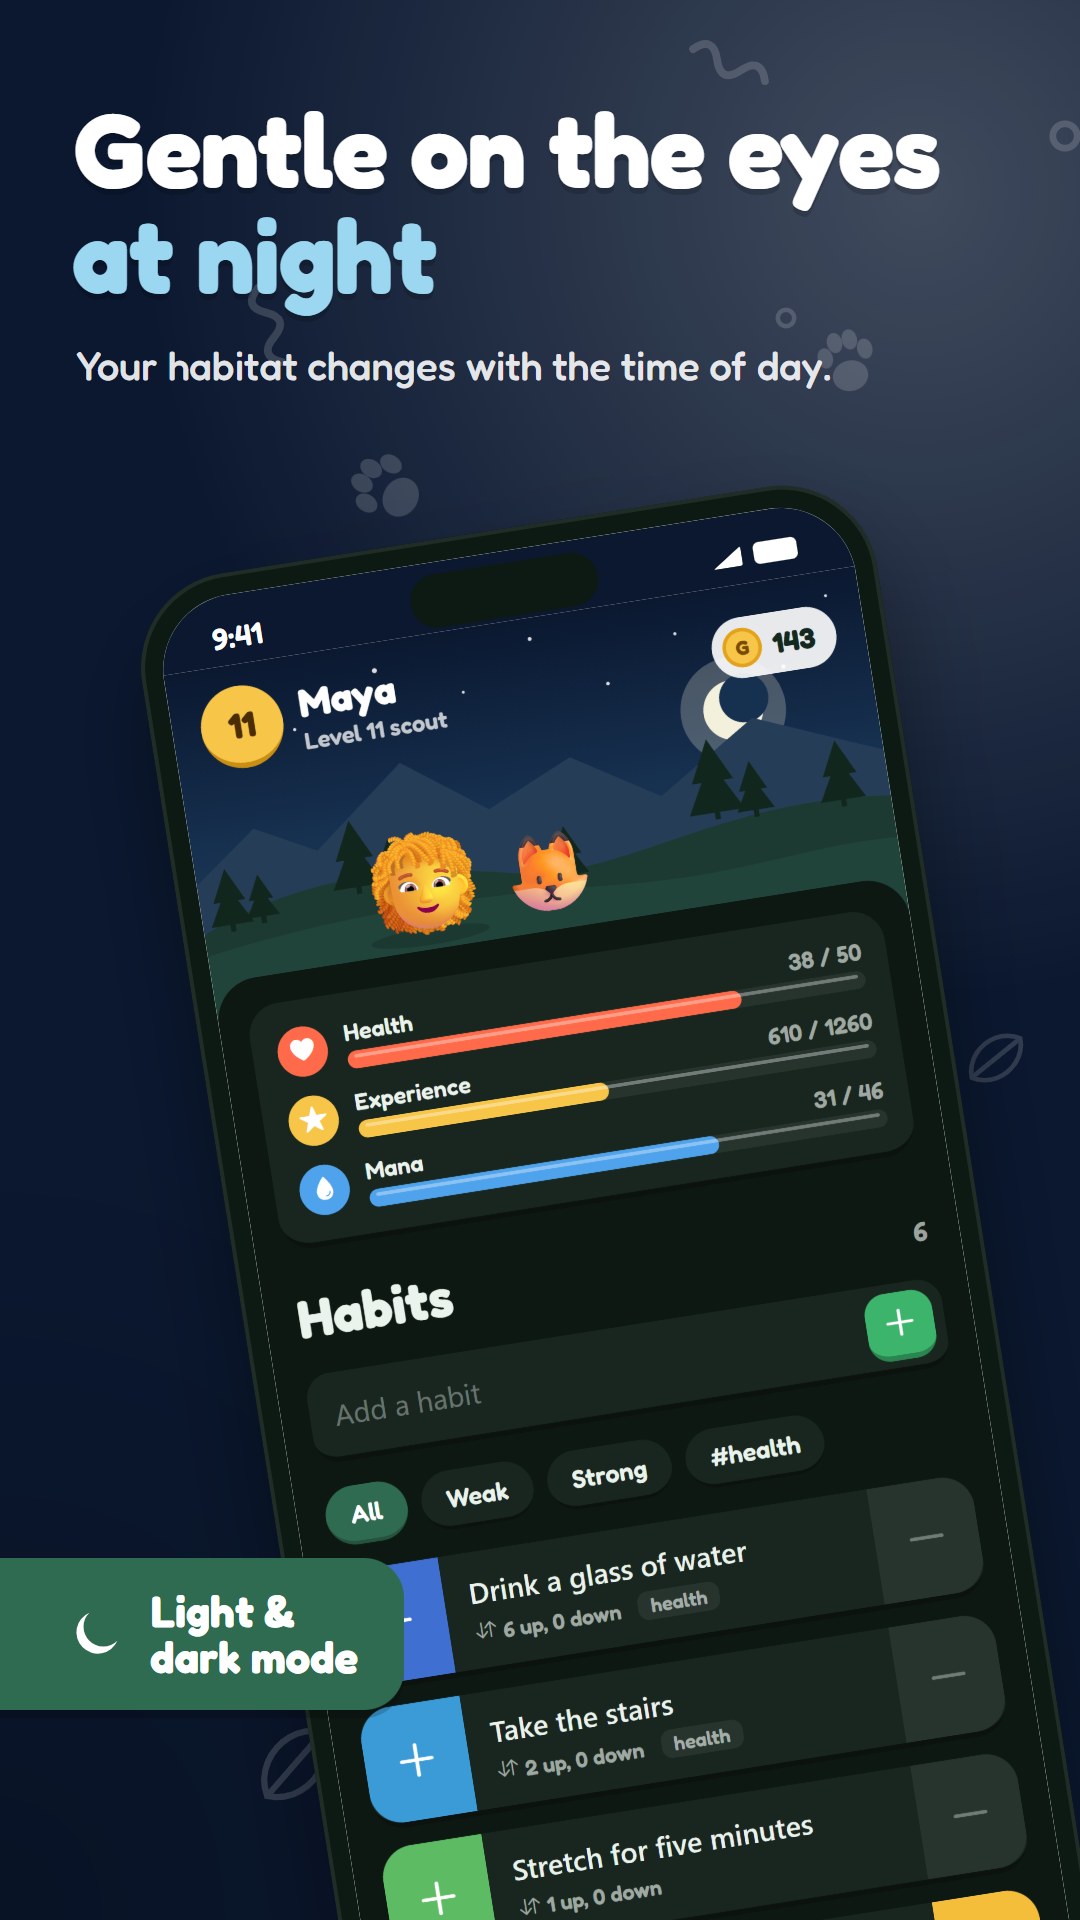 Gentle on the eyes
at night
Your habitat changes with the time of day.
9:41
11
Maya
Level 11 scout
G 143
Health
38 / 50
Experience
610 / 1260
Mana
31 / 46
Habits
6
Add a habit
All
Weak
Strong
#health
Drink a glass of water
6 up, 0 down
health
Light &
dark mode
Take the stairs
2 up, 0 down
health
Stretch for five minutes
1 up, 0 down